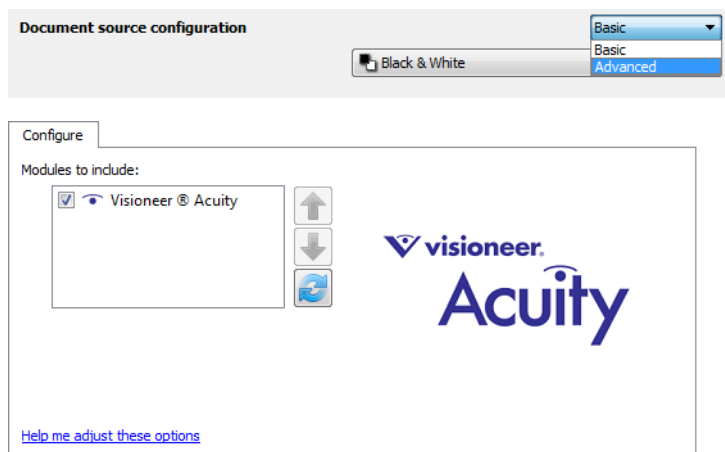 Document source configuration
Basic
Basic
Black & White
Advanced
Configure
Modules to include:
Visioneer ® Acuity
visioneer.
Acuity
Help me adjust these options